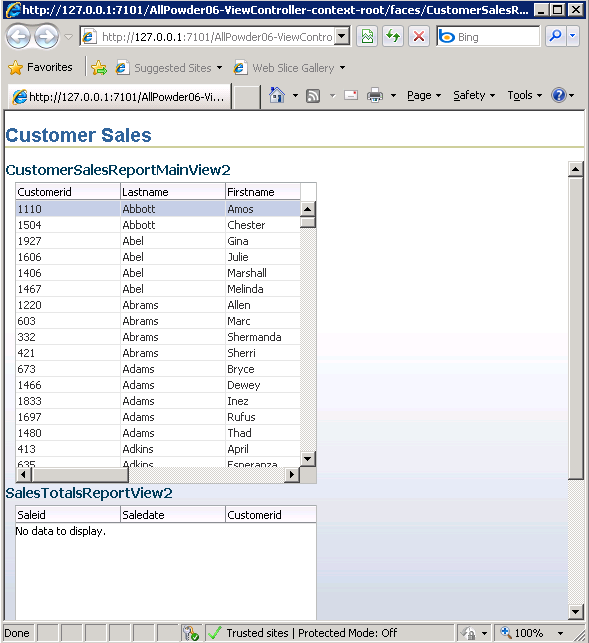 http://127.0.0.1:7101/AllPowder06-ViewController-context-root/faces/CustomerSalesR...
http://127.0.0.1:7101/AllPowder06-ViewContro
Bing
Favorites Suggested Sites Web Slice Gallery
http://127.0.0.1:7101/AllPowder06-Vi... Page Safety Tools
Customer Sales
CustomerSalesReportMainView2
Customerid Lastname Firstname
1110 Abbott Amos
1504 Abbott Chester
1927 Abel Gina
1606 Abel Julie
1406 Abel Marshall
1467 Abel Melinda
1220 Abrams Allen
603 Abrams Marc
332 Abrams Shermanda
421 Abrams Sherri
673 Adams Bryce
1466 Adams Dewey
1833 Adams Inez
1697 Adams Rufus
1480 Adams Thad
413 Adkins April
635 Adkins Esperanza
SalesTotalsReportView2
Saleid Saledate Customerid
No data to display.
Done Trusted sites | Protected Mode: Off 100%